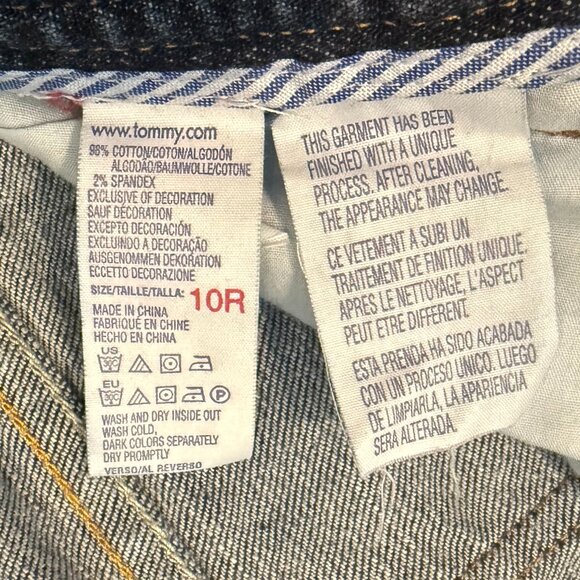 www.tommy.com
98% COTTON/COTON/ALGODÓN
ALGODÃO/BAUMWOLLE/COTONE
2% SPANDEX
EXCLUSIVE OF DECORATION
SAUF DÉCORATION
EXCEPTO DECORACIÓN
EXCLUINDO A DECORAÇÃO
AUSGENOMMEN DEKORATION
ECCETTO DECORAZIONE
SIZE/TAILLE/TALLA: 10R
MADE IN CHINA
FABRIQUÉ EN CHINE
HECHO EN CHINA
US
EU
WASH AND DRY INSIDE OUT
WASH COLD,
DARK COLORS SEPARATELY
DRY PROMPTLY
VERSO/AL REVERSO
THIS GARMENT HAS BEEN
FINISHED WITH A UNIQUE
PROCESS. AFTER CLEANING,
THE APPEARANCE MAY CHANGE.
CE VETEMENT A SUBI UN
TRAITEMENT DE FINITION UNIQUE.
APRES LE NETTOYAGE, L'ASPECT
PEUT ETRE DIFFERENT.
ESTA PRENDA HA SIDO ACABADA
CON UN PROCESO UNICO. LUEGO
DE LIMPIARLA, LA APARIENCIA
SERA ALTERADA.